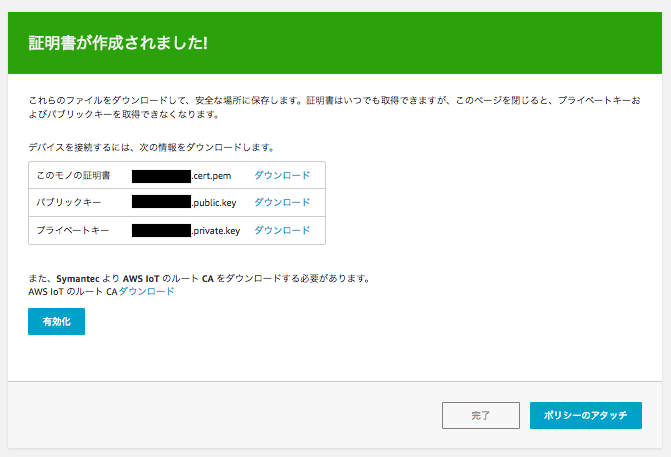 証明書が作成されました!
これらのファイルをダウンロードして、安全な場所に保存します。証明書はいつでも取得できますが、このページを閉じると、プライベートキーお
よびパブリックキーを取得できなくなります。
デバイスを接続するには、次の情報をダウンロードします。
このモノの証明書 .cert.pem ダウンロード
パブリックキー .public.key ダウンロード
プライベートキー .private.key ダウンロード
また、Symantec より AWS IoT のルート CA をダウンロードする必要があります。
AWS IoT のルート CAダウンロード
有効化
完了 ポリシーのアタッチ